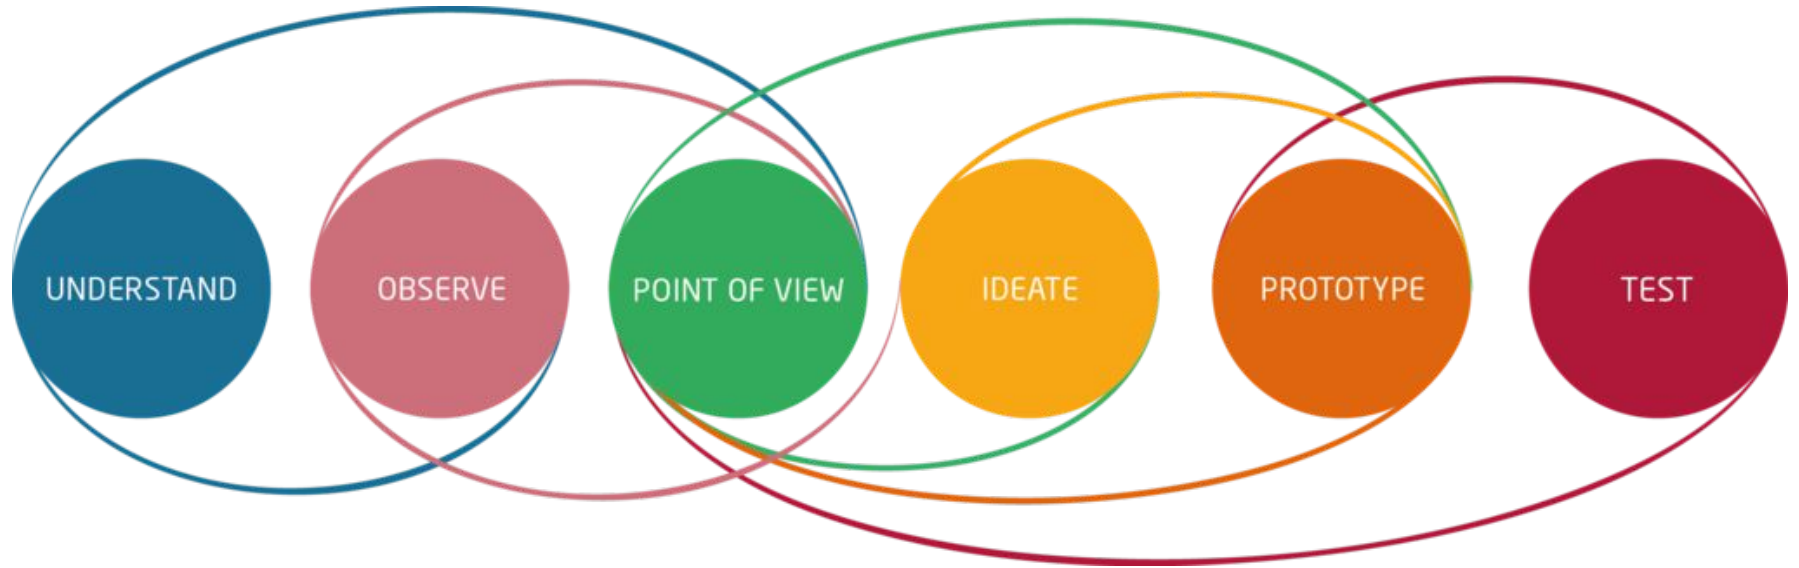 UNDERSTAND
OBSERVE
POINT OF VIEW
IDEATE
PROTOTYPE
TEST